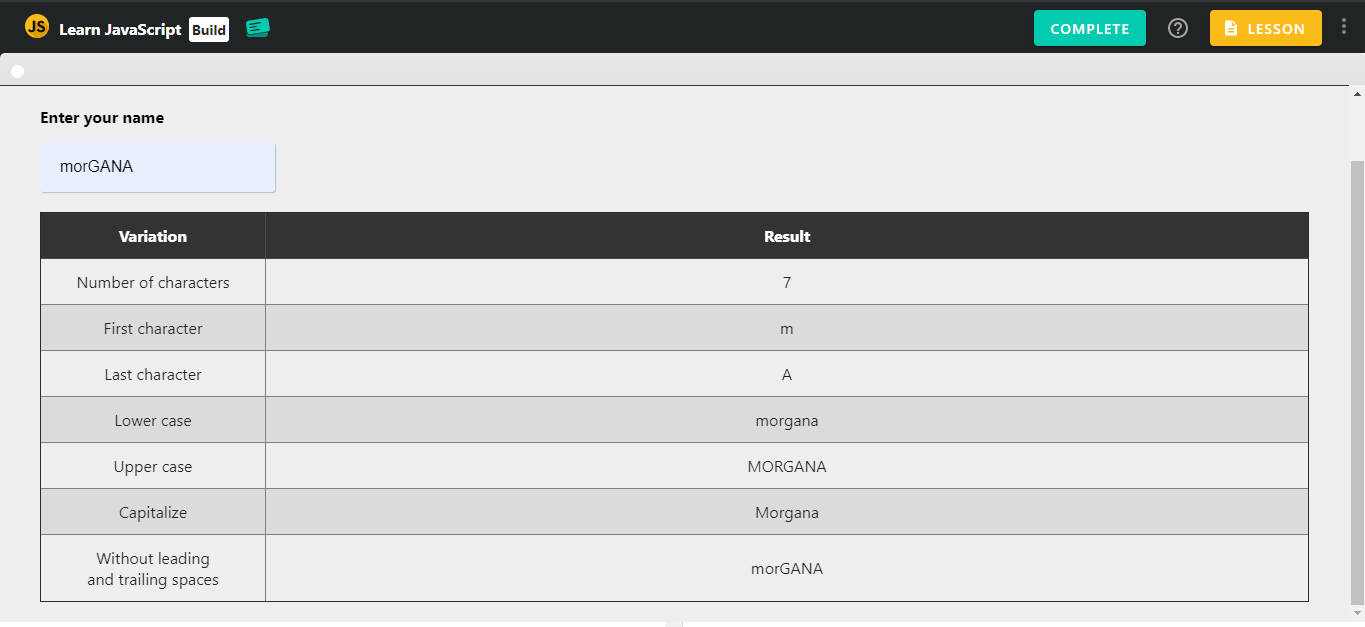 JS Learn JavaScript Build
COMPLETE ? LESSON
Enter your name
morGANA
Variation Result
Number of characters 7
First character m
Last character A
Lower case morgana
Upper case MORGANA
Capitalize Morgana
Without leading
and trailing spaces morGANA